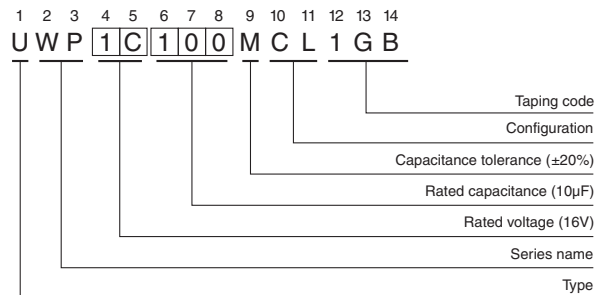 1 2 3 4 5 6 7 8 9 10 11 12 13 14
U W P 1 C 1 0 0 M C L 1 G B
Taping code
Configuration
Capacitance tolerance (±20%)
Rated capacitance (10µF)
Rated voltage (16V)
Series name
Type